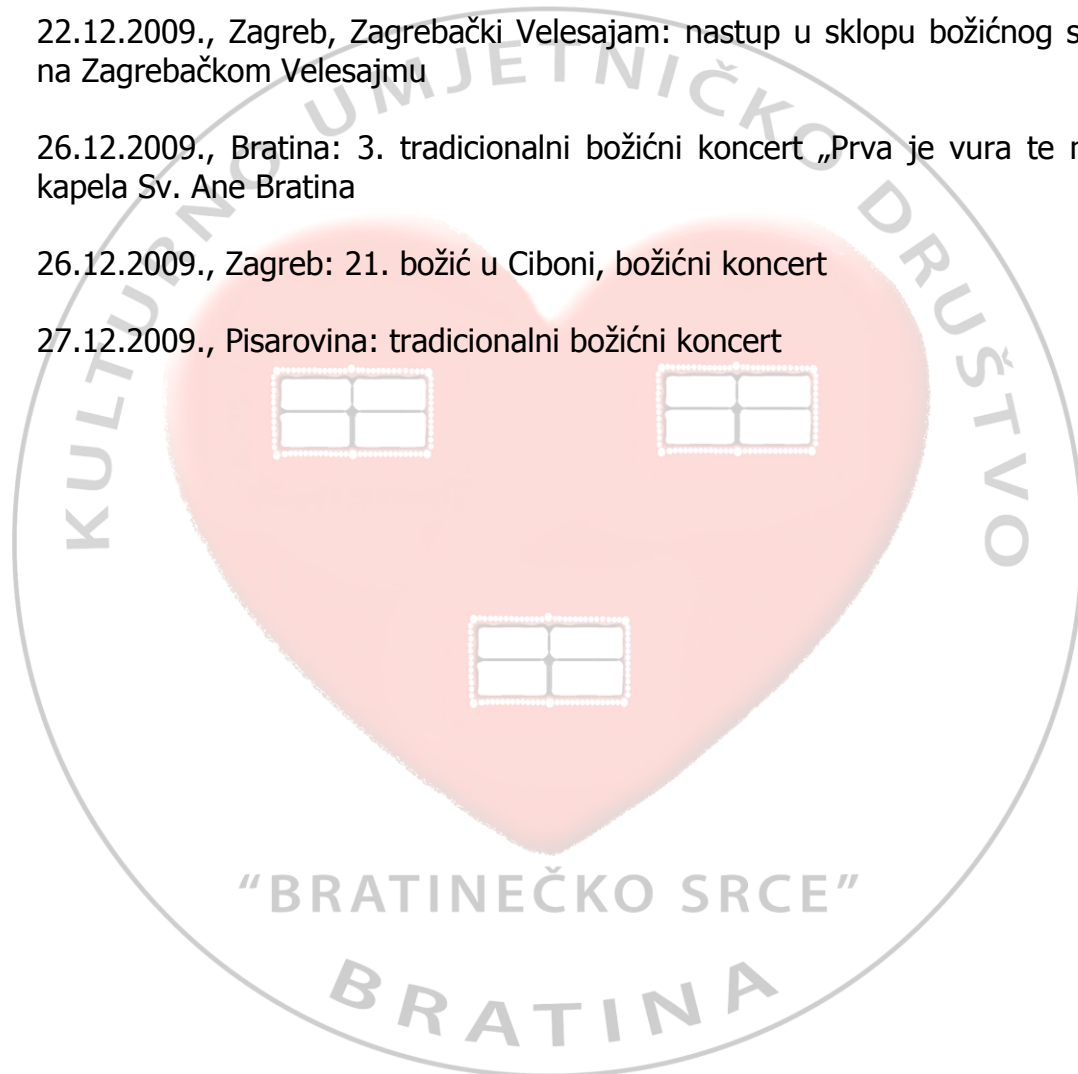 22.12.2009., Zagreb, Zagrebački Velesajam: nastup u sklopu božićnog
na Zagrebačkom Velesajmu
26.12.2009., Bratina: 3. tradicionalni božićni koncert „Prva je vura te
kapela Sv. Ane Bratina
26.12.2009., Zagreb: 21. božić u Ciboni, božićni koncert
27.12.2009., Pisarovina: tradicionalni božićni koncert
KULTURNO UMJETNIČKO DRUŠTVO
"BRATINEČKO SRCE"
BRATINA